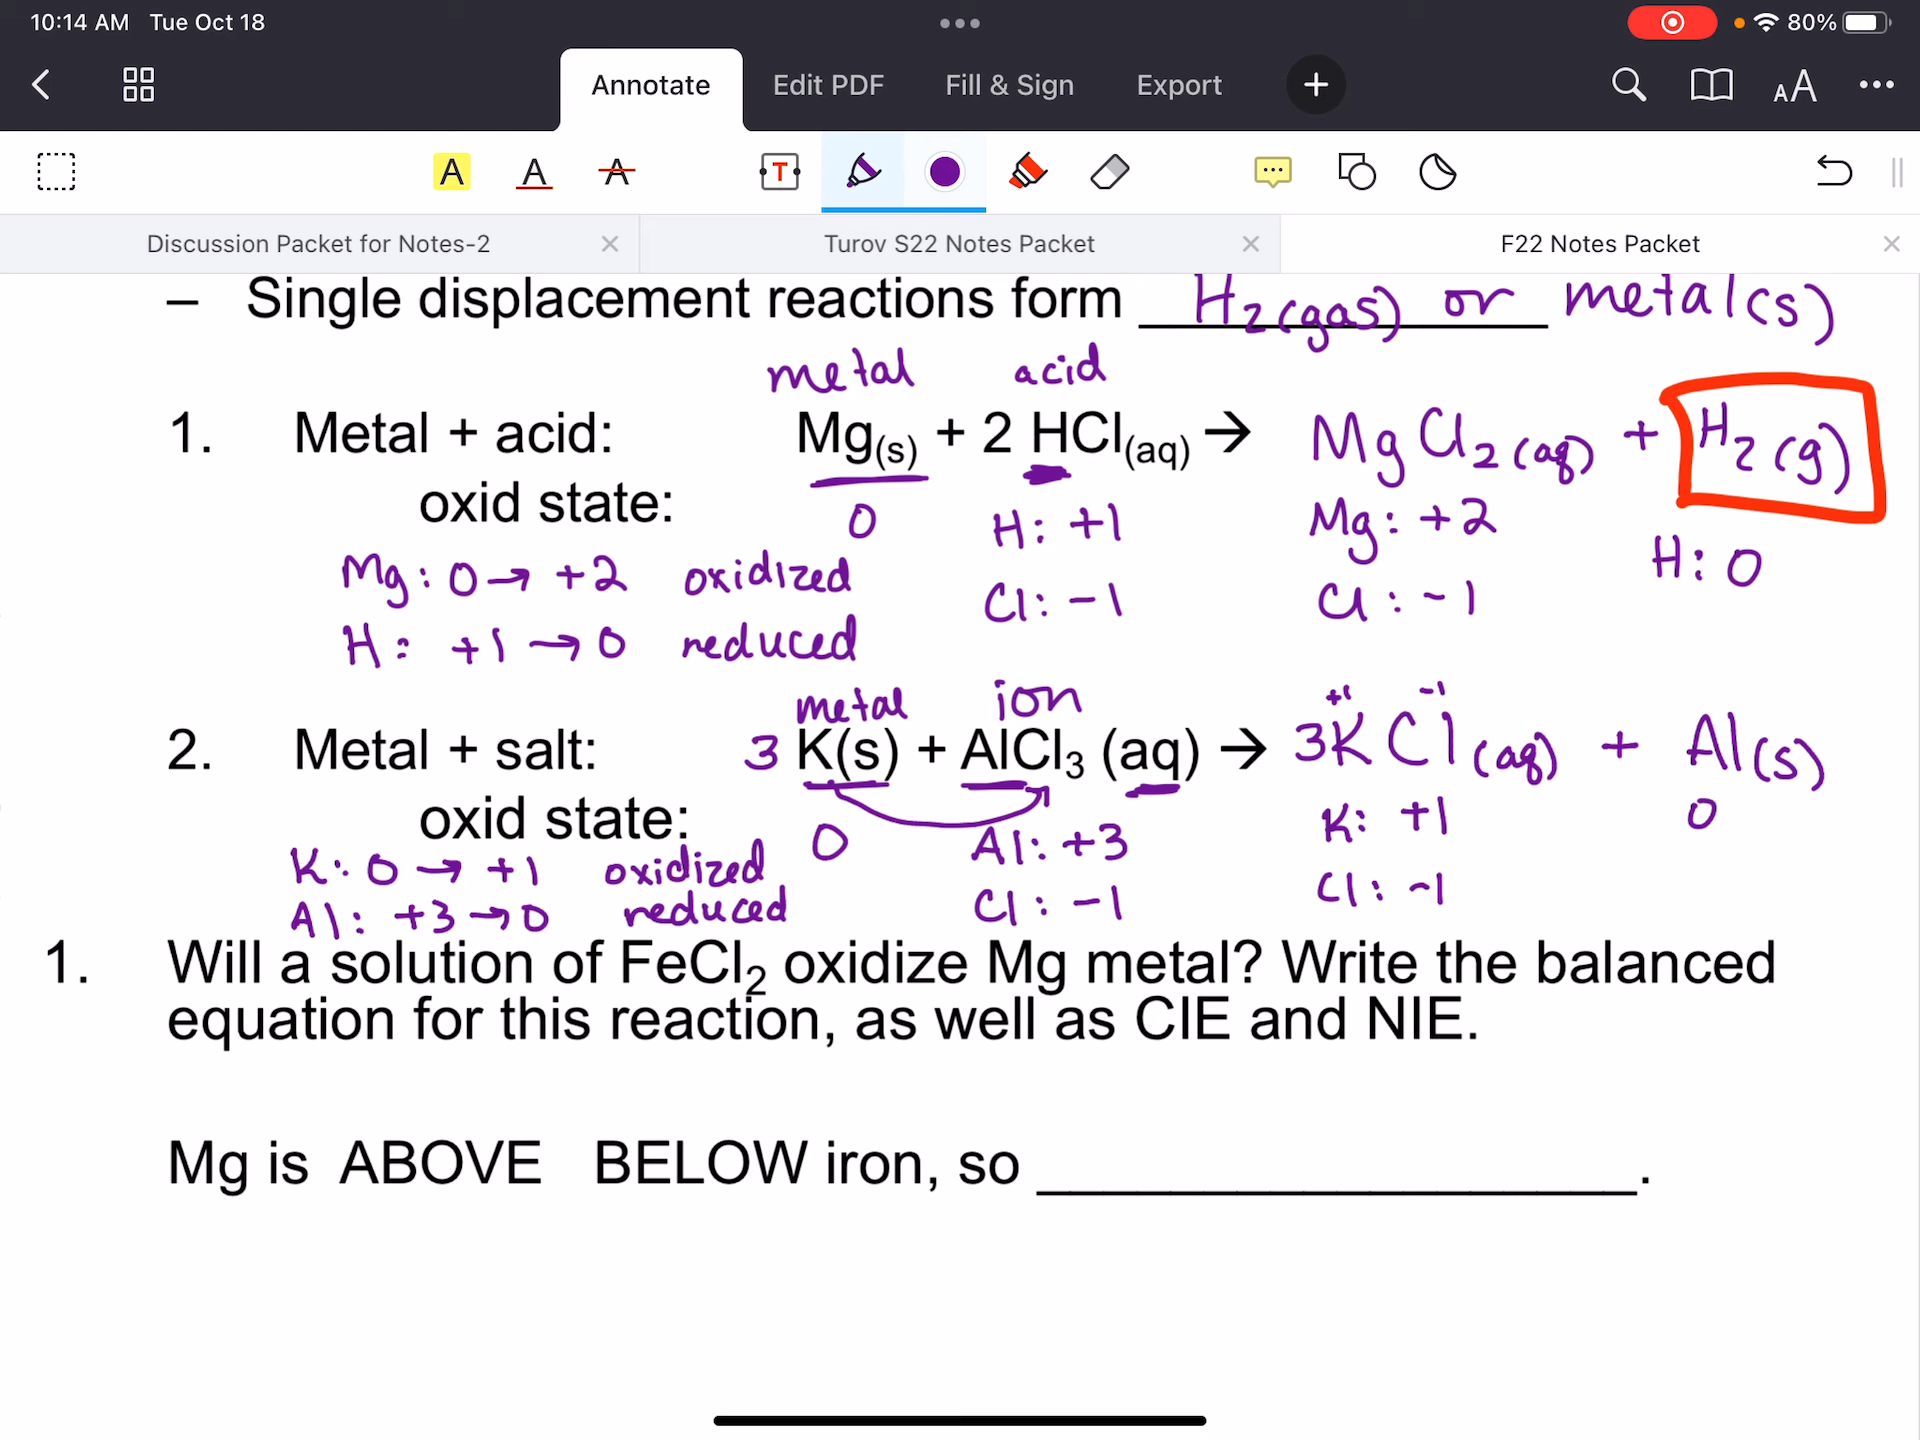 10:14 AM Tue Oct 18
80%
Annotate Edit PDF Fill & Sign Export
A A A T AA
Discussion Packet for Notes-2 Turov S22 Notes Packet F22 Notes Packet
– Single displacement reactions form H2(gas) or metal(s)
metal acid
1. Metal + acid: Mg(s) + 2 HCl(aq) → MgCl2(aq) + H2(g)
oxid state: 0 H: +1 Mg: +2 H: 0
Mg: 0 → +2 oxidized Cl: -1 Cl: -1
H: +1 → 0 reduced
metal ion +1 -1
2. Metal + salt: 3 K(s) + AlCl3 (aq) → 3KCl(aq) + Al(s)
oxid state: 0 Al: +3 K: +1 0
K: 0 → +1 oxidized Cl: -1 Cl: -1
Al: +3 → 0 reduced
1. Will a solution of FeCl2 oxidize Mg metal? Write the balanced
equation for this reaction, as well as CIE and NIE.
Mg is ABOVE BELOW iron, so ____________________.